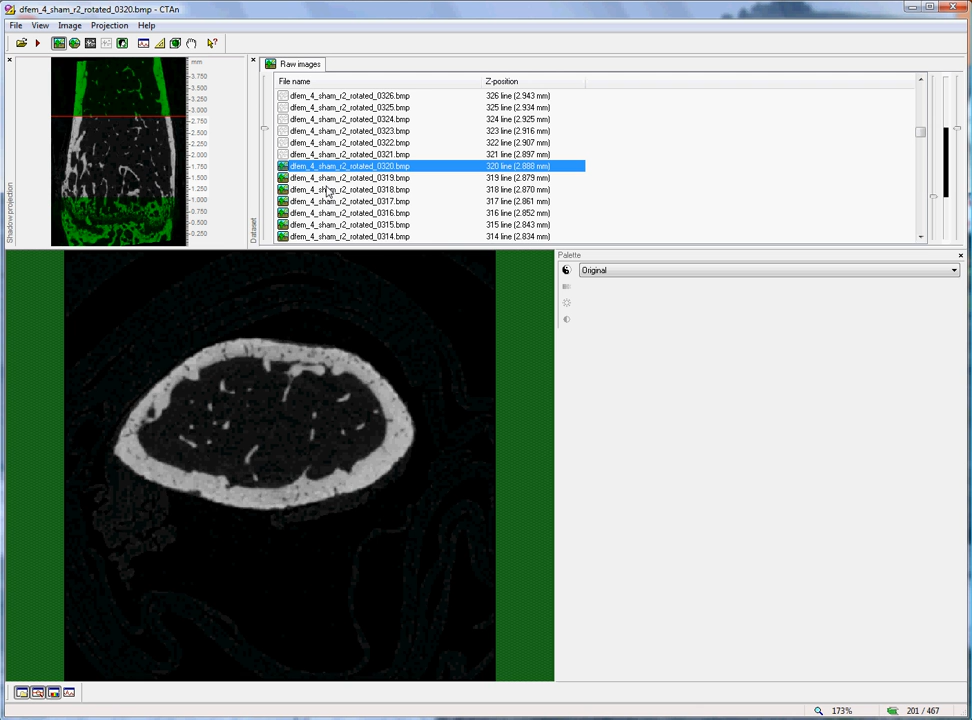 dfem_4_sham_r2_rotated_0320.bmp - CTAn
File View Image Projection Help
Shadow projection
mm
3.750
3.500
3.250
3.000
2.750
2.500
2.250
2.000
1.750
1.500
1.250
1.000
0.750
0.500
0.250
Dataset
Raw images
File name Z-position
dfem_4_sham_r2_rotated_0326.bmp 326 line (2.943 mm)
dfem_4_sham_r2_rotated_0325.bmp 325 line (2.934 mm)
dfem_4_sham_r2_rotated_0324.bmp 324 line (2.925 mm)
dfem_4_sham_r2_rotated_0323.bmp 323 line (2.916 mm)
dfem_4_sham_r2_rotated_0322.bmp 322 line (2.907 mm)
dfem_4_sham_r2_rotated_0321.bmp 321 line (2.897 mm)
dfem_4_sham_r2_rotated_0320.bmp 320 line (2.888 mm)
dfem_4_sham_r2_rotated_0319.bmp 319 line (2.879 mm)
dfem_4_sham_r2_rotated_0318.bmp 318 line (2.870 mm)
dfem_4_sham_r2_rotated_0317.bmp 317 line (2.861 mm)
dfem_4_sham_r2_rotated_0316.bmp 316 line (2.852 mm)
dfem_4_sham_r2_rotated_0315.bmp 315 line (2.843 mm)
dfem_4_sham_r2_rotated_0314.bmp 314 line (2.834 mm)
Palette
Original
173% 201 / 467